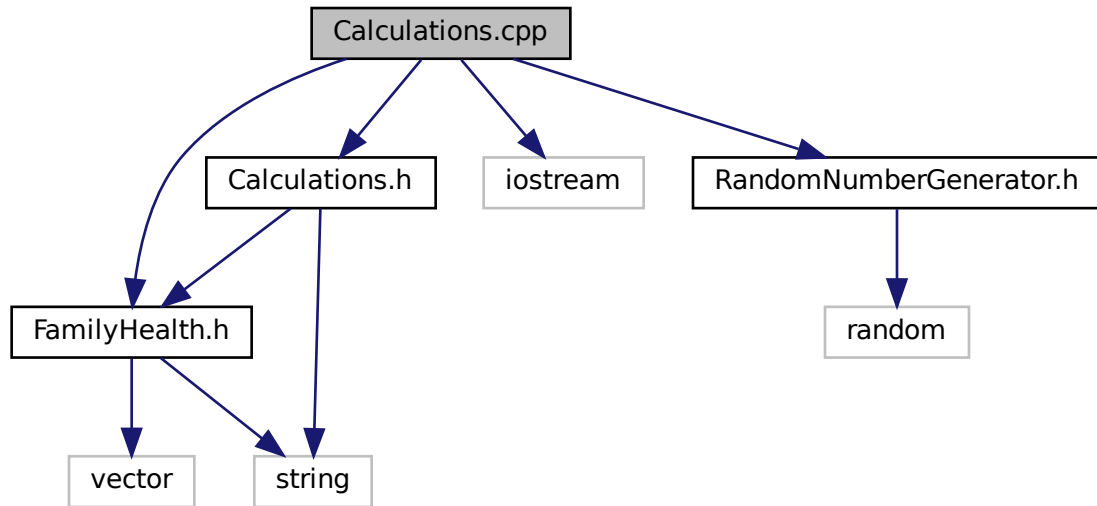 Calculations.cpp
Calculations.h
iostream
RandomNumberGenerator.h
FamilyHealth.h
random
vector
string